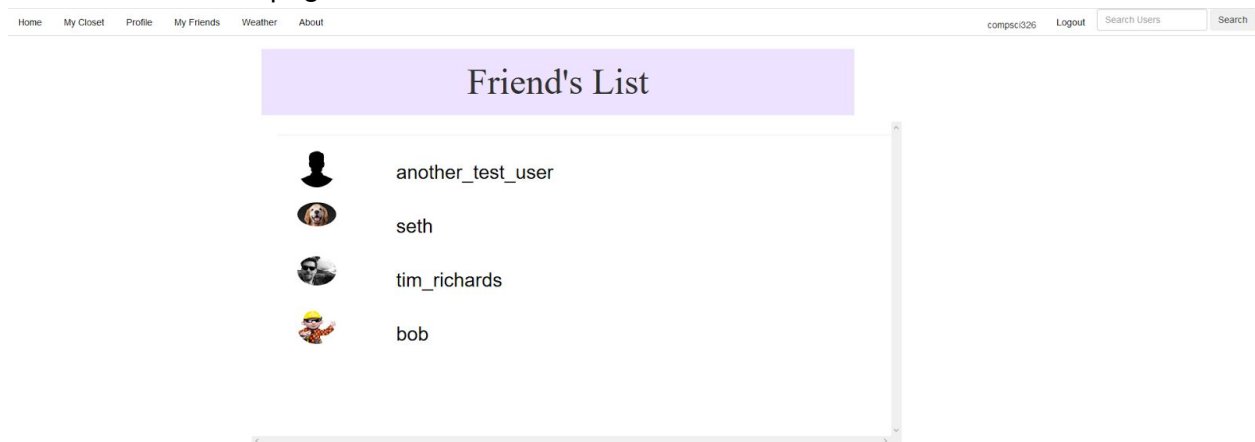 Home My Closet Profile My Friends Weather About compsci326 Logout Search Users Search
Friend's List
another_test_user
seth
tim_richards
bob